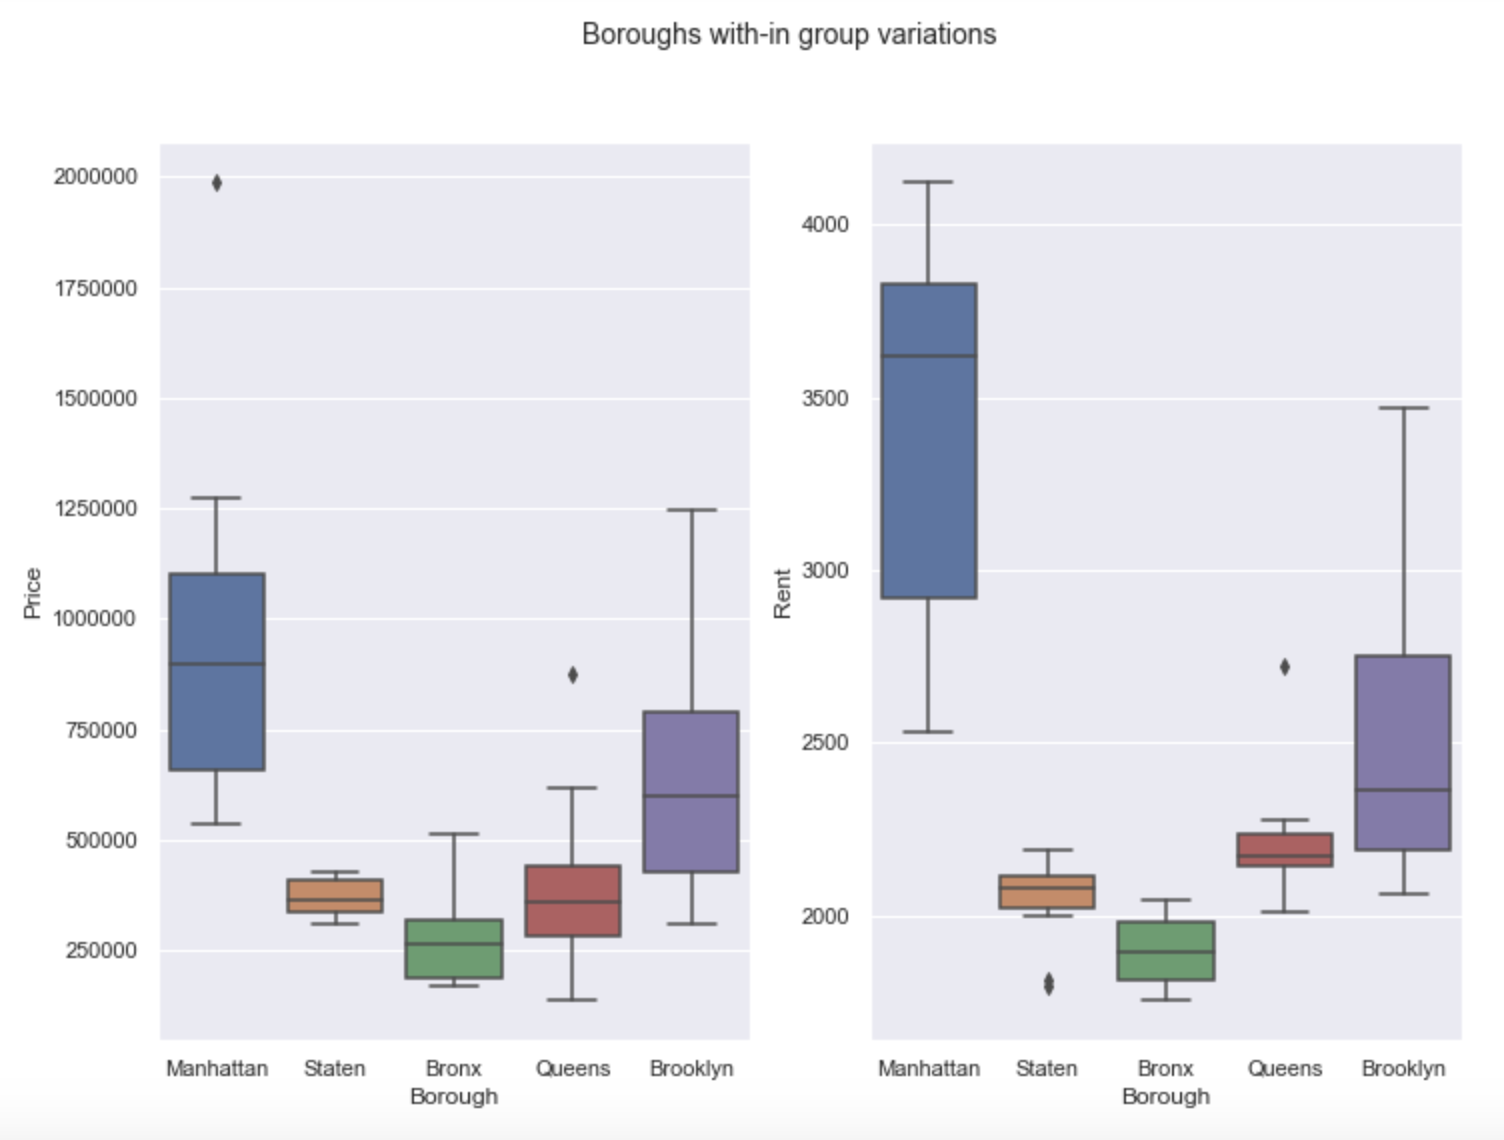 Boroughs with-in group variations
Price
2000000
1750000
1500000
1250000
1000000
750000
500000
250000
Manhattan Staten Bronx Queens Brooklyn
Borough
Rent
4000
3500
3000
2500
2000
Manhattan Staten Bronx Queens Brooklyn
Borough